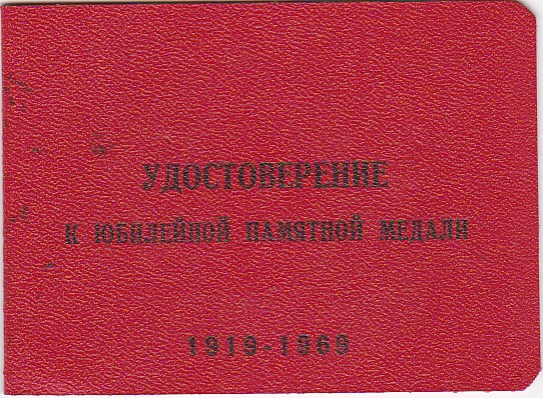 УДОСТОВЕРЕНИЕ
К ЮБИЛЕЙНОЙ ПАМЯТНОЙ МЕДАЛИ
1919-1969